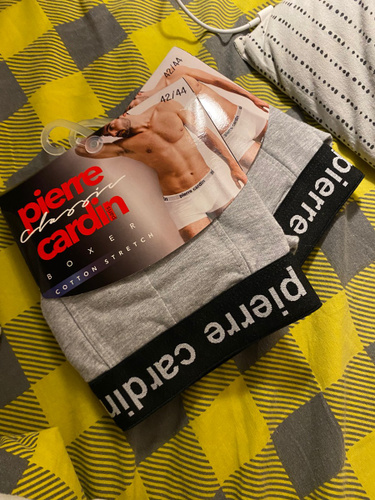 42/44
42/44
pierre
classic
cardin
BOXER
COTTON STRETCH
pierre
pierre cardin